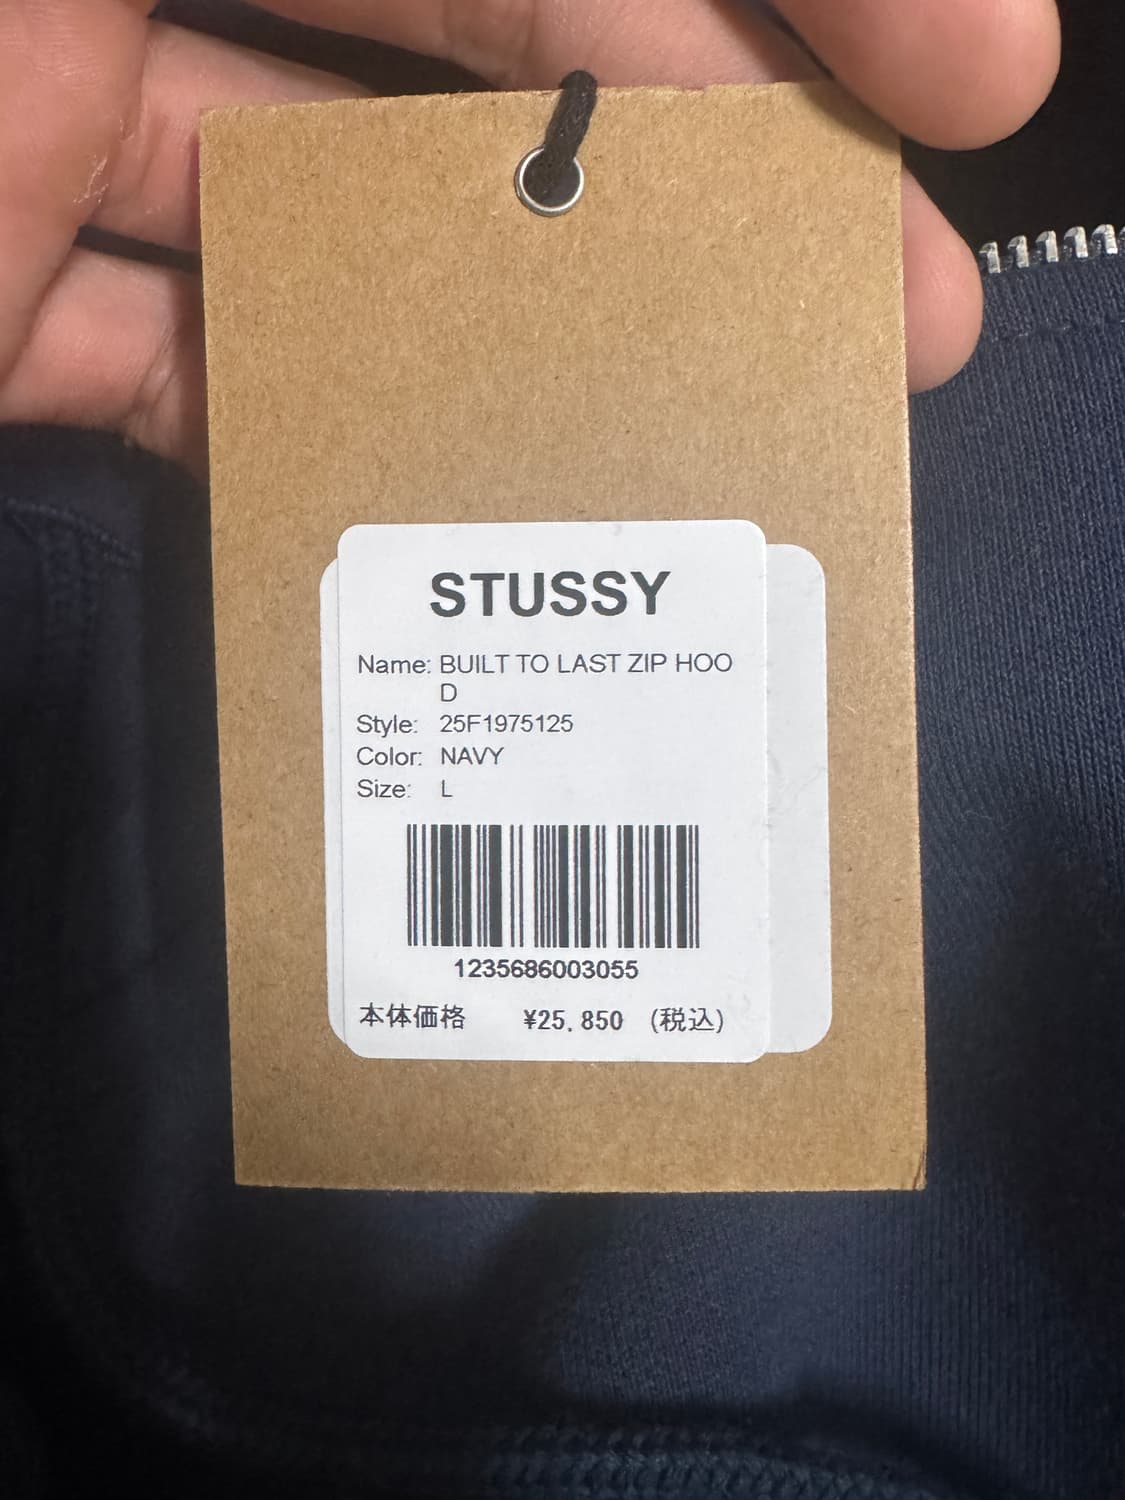 STUSSY
Name: BUILT TO LAST ZIP HOO
D
Style: 25F1975125
Color: NAVY
Size: L
1235686003055
本体価格 ¥25,850 (税込)